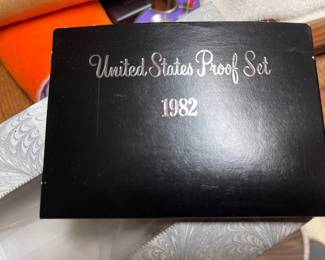 United States Proof Set
1982